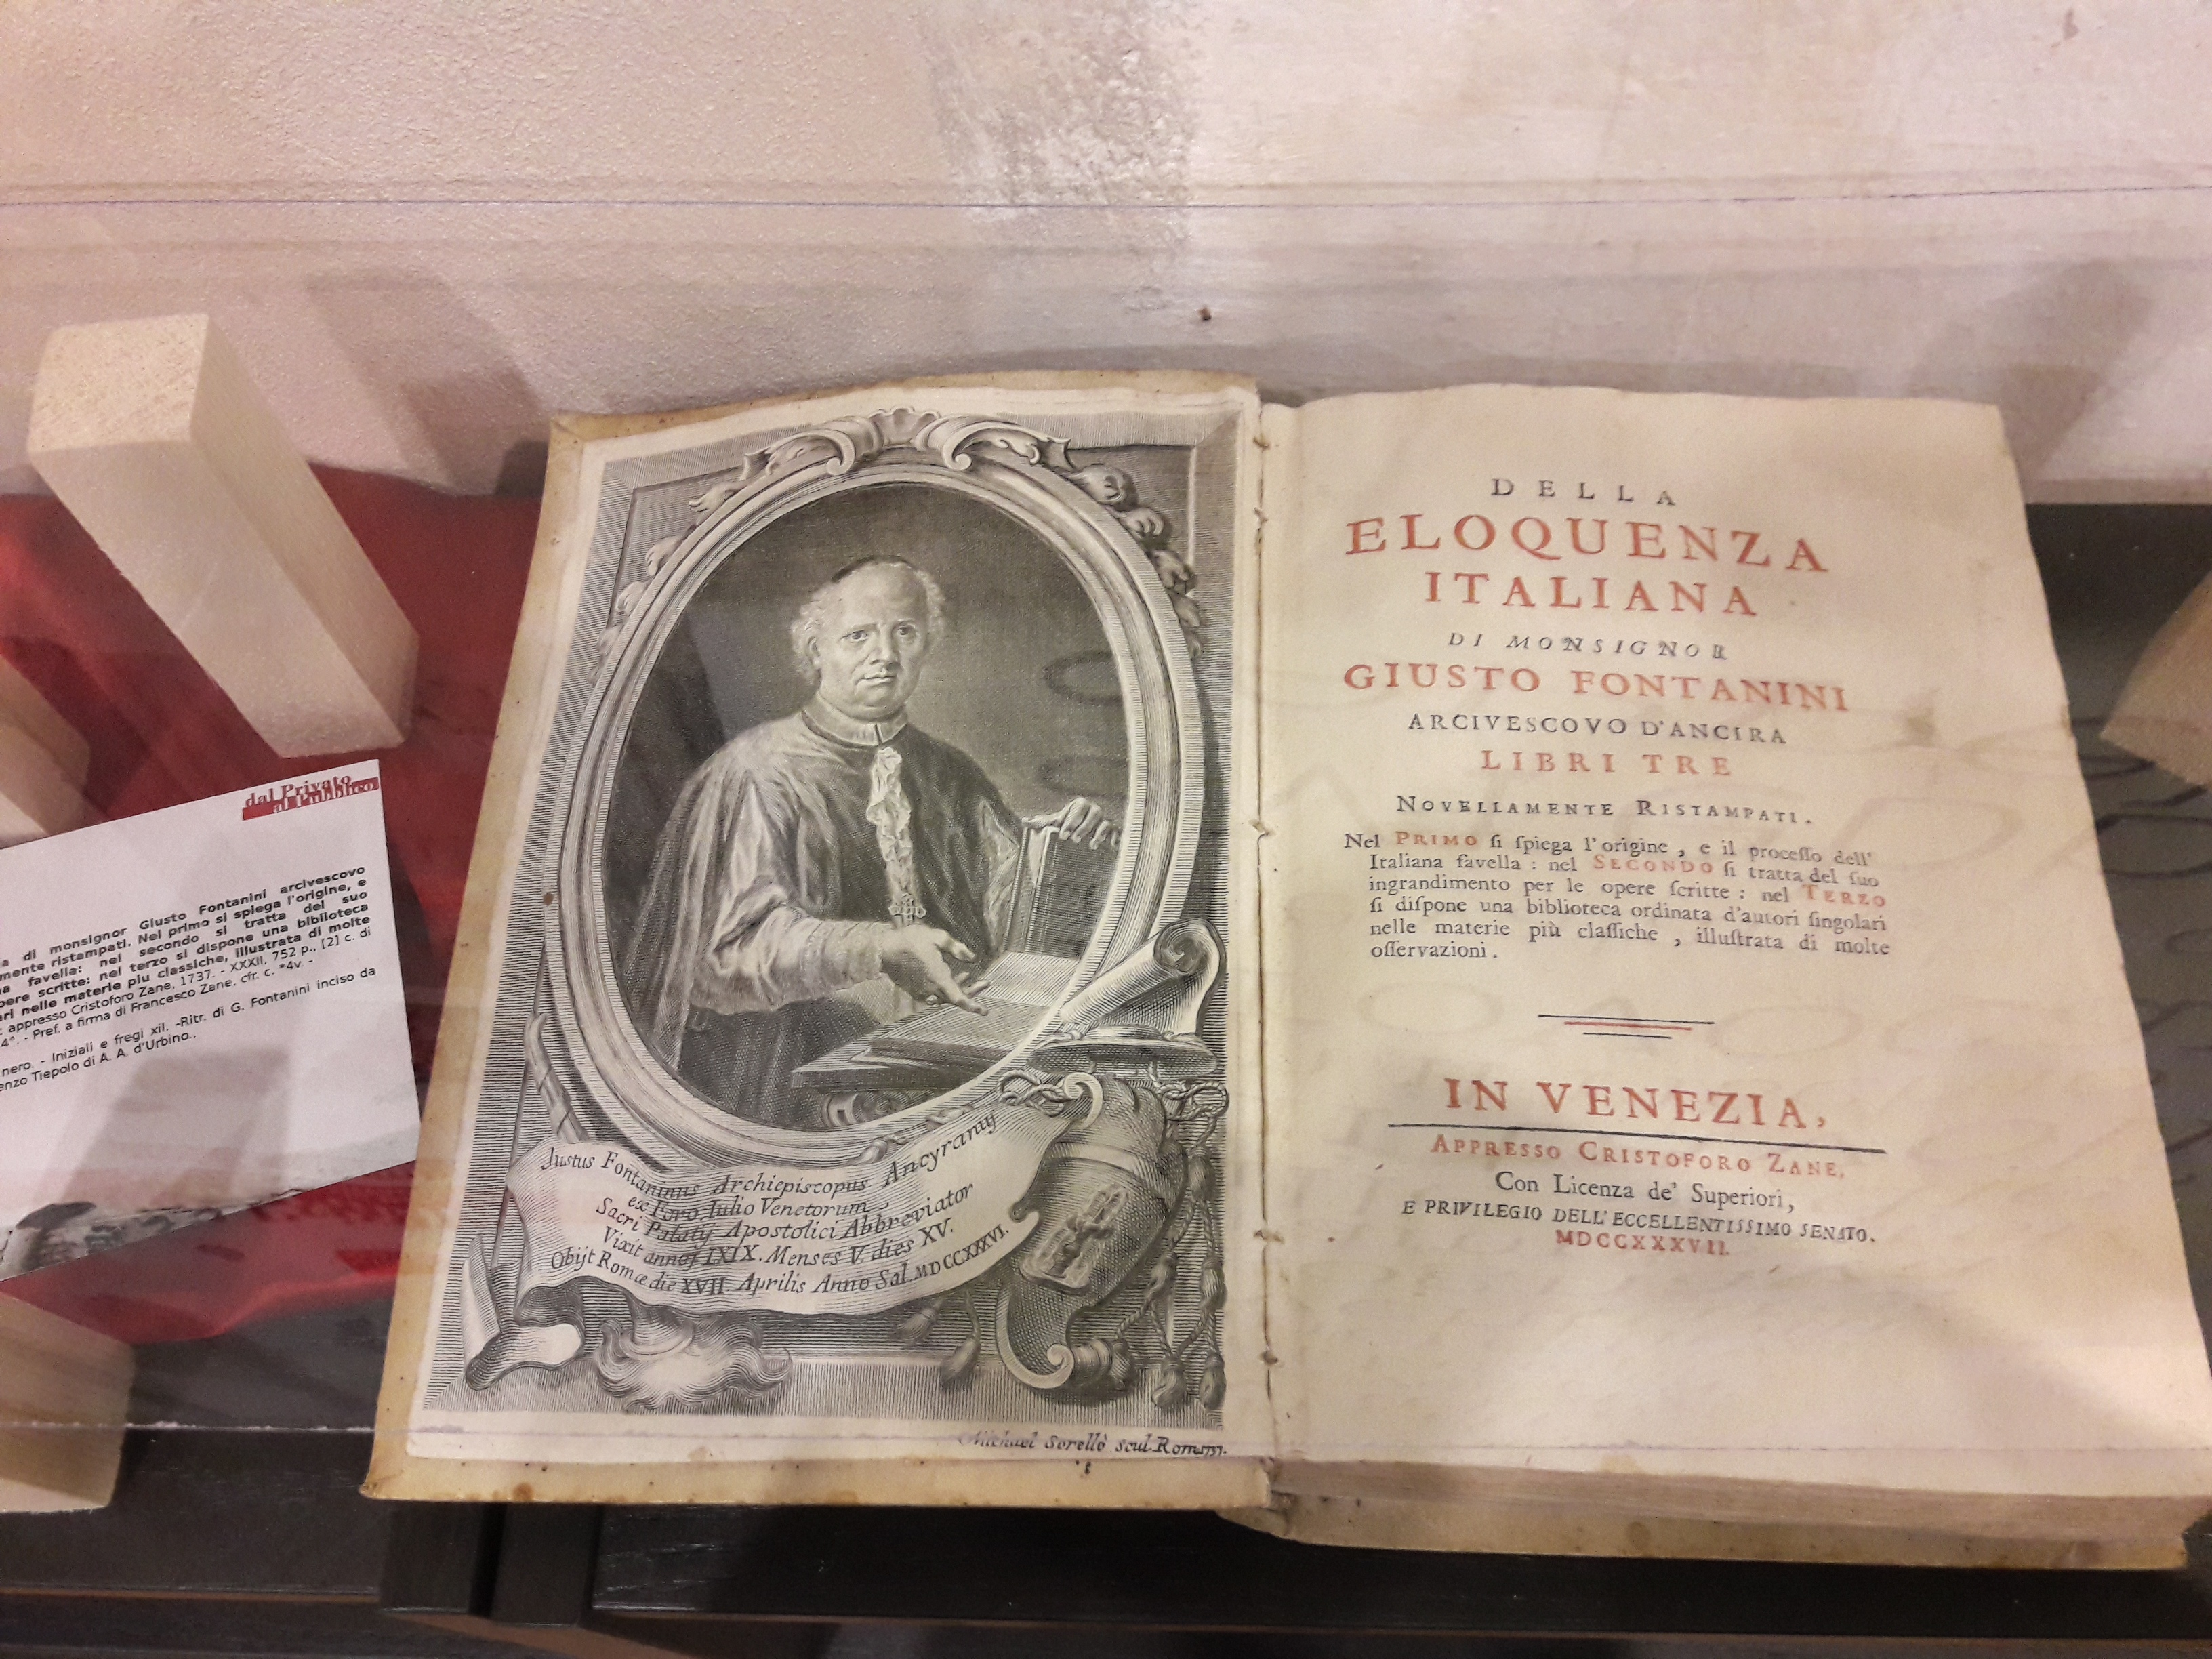 dal Privato
al Pubblico
a di monsignor Giusto Fontanini arcivescovo
mente ristampati. Nel primo si spiega l'origine, e
na favella: nel secondo si tratta del suo
pere scritte: nel terzo si dispone una biblioteca
ari nelle materie piu classiche, illustrata di molte
: appresso Cristoforo Zane, 1737. - XXXII, 752 p., [2] c. di
4°. - Pref. a firma di Francesco Zane, cfr. c. *4v. -
nero. - Iniziali e fregi xil. -Ritr. di G. Fontanini inciso da
enzo Tiepolo di A. A. d'Urbino..
Justus Fontaninus Archiepiscopus Ancyranus
ex Foro-Iulio Venetorum
Sacri Palatij Apostolici Abbreviator
Vixit annos LXIX. Menses V. dies XV.
Obijt Romæ die XVII. Aprilis Anno Sal. MDCCXXXVI.
Michael Sorellò scul. Rom. 1737.
DELLA
ELOQUENZA
ITALIANA
DI MONSIGNOR
GIUSTO FONTANINI
ARCIVESCOVO D'ANCIRA
LIBRI TRE
NOVELLAMENTE RISTAMPATI.
Nel PRIMO ſi ſpiega l'origine, e il proceſſo dell'
Italiana favella: nel SECONDO ſi tratta del ſuo
ingrandimento per le opere ſcritte: nel TERZO
ſi diſpone una biblioteca ordinata d'autori ſingolari
nelle materie più claſſiche, illuſtrata di molte
oſſervazioni.
IN VENEZIA,
APPRESSO CRISTOFORO ZANE,
Con Licenza de' Superiori,
E PRIVILEGIO DELL'ECCELLENTISSIMO SENATO.
MDCCXXXVII.